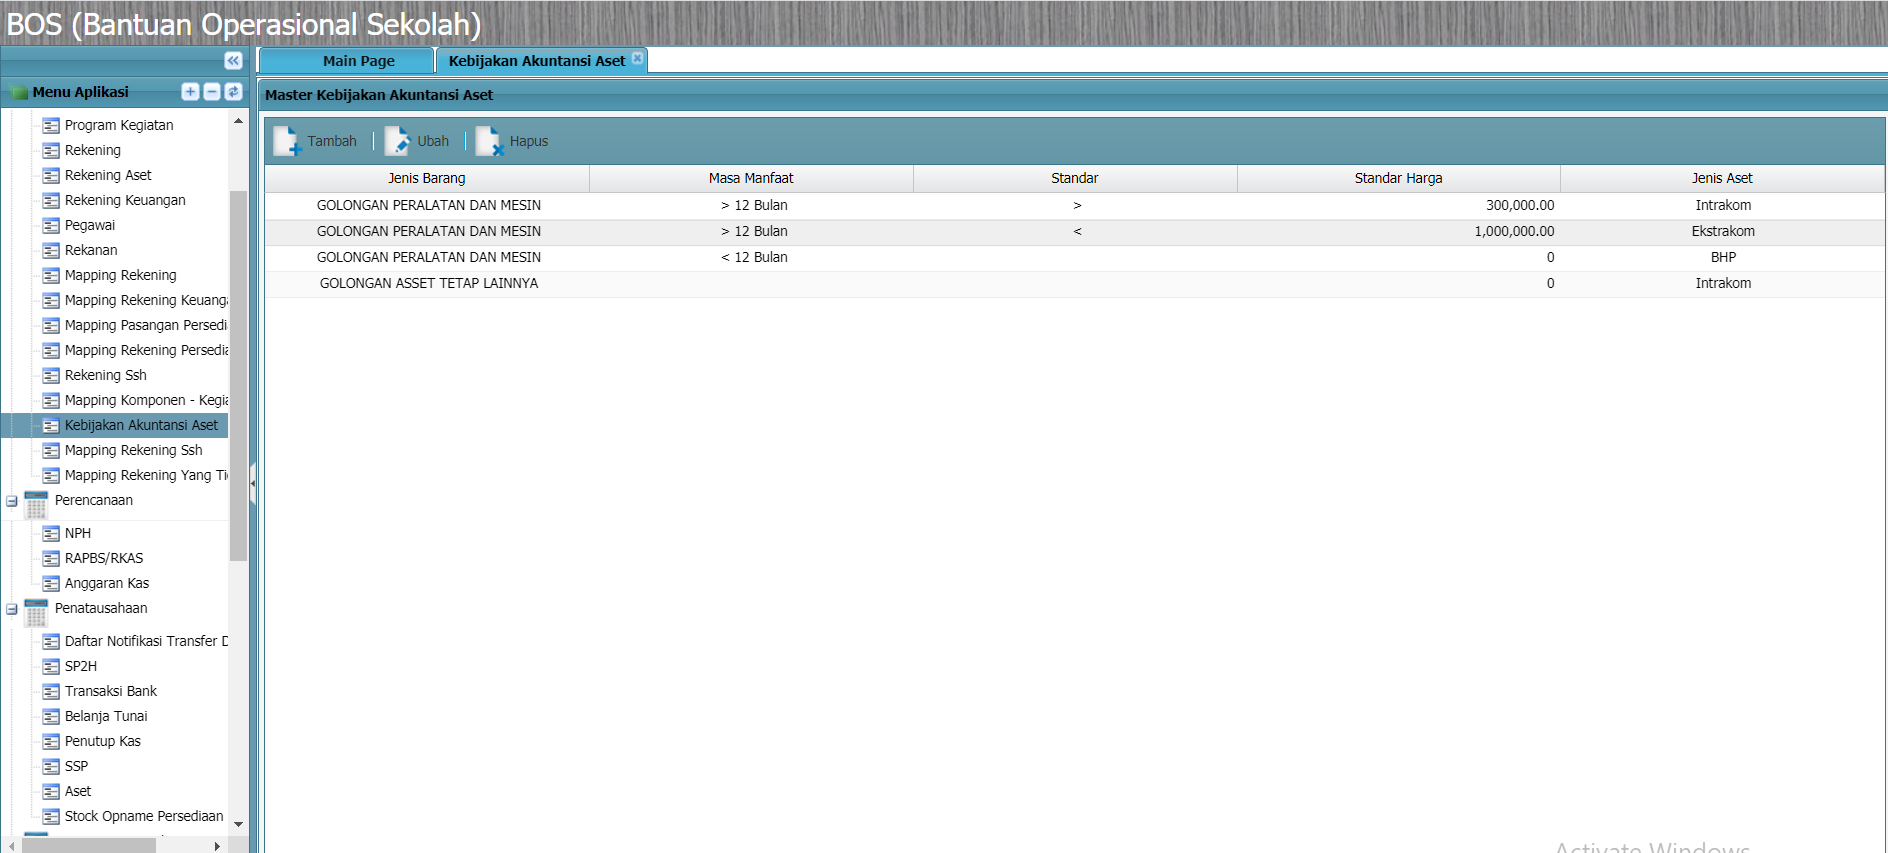 BOS (Bantuan Operasional Sekolah)
Menu Aplikasi
Program Kegiatan
Rekening
Rekening Aset
Rekening Keuangan
Pegawai
Rekanan
Mapping Rekening
Mapping Rekening Keuanga
Mapping Pasangan Persedi
Mapping Rekening Persedia
Rekening Ssh
Mapping Komponen - Kegia
Kebijakan Akuntansi Aset
Mapping Rekening Ssh
Mapping Rekening Yang Ti
Perencanaan
NPH
RAPBS/RKAS
Anggaran Kas
Penatausahaan
Daftar Notifikasi Transfer D
SP2H
Transaksi Bank
Belanja Tunai
Penutup Kas
SSP
Aset
Stock Opname Persediaan
Main Page Kebijakan Akuntansi Aset
Master Kebijakan Akuntansi Aset
Tambah Ubah Hapus
Jenis Barang Masa Manfaat Standar Standar Harga Jenis Aset
GOLONGAN PERALATAN DAN MESIN > 12 Bulan > 300,000.00 Intrakom
GOLONGAN PERALATAN DAN MESIN > 12 Bulan < 1,000,000.00 Ekstrakom
GOLONGAN PERALATAN DAN MESIN < 12 Bulan 0 BHP
GOLONGAN ASSET TETAP LAINNYA 0 Intrakom
Activate Windows